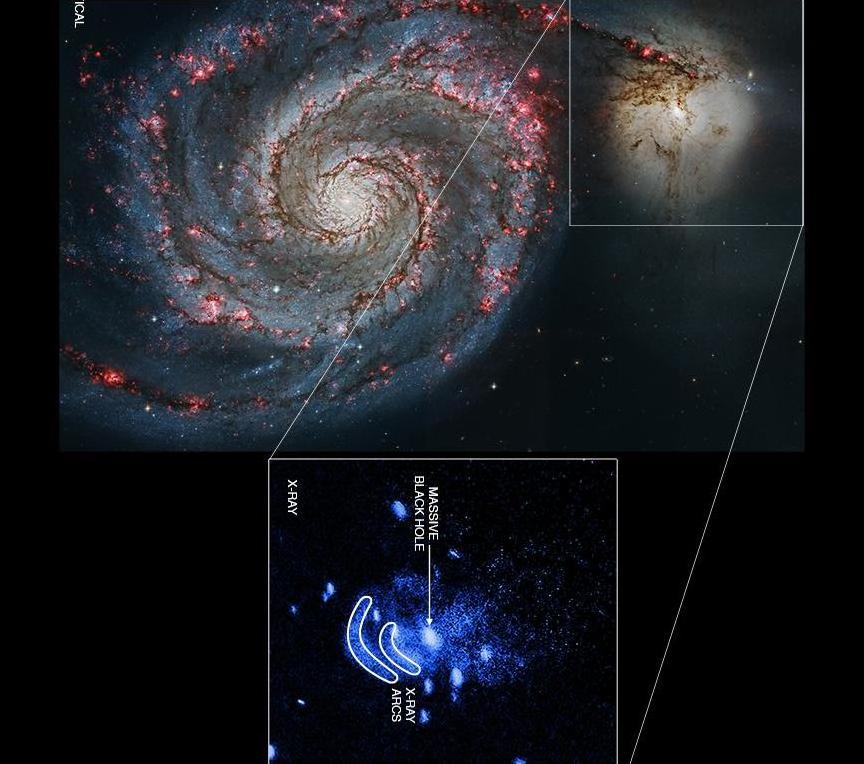 ICAL
X-RAY
MASSIVE
BLACK HOLE
X-RAY
ARCS